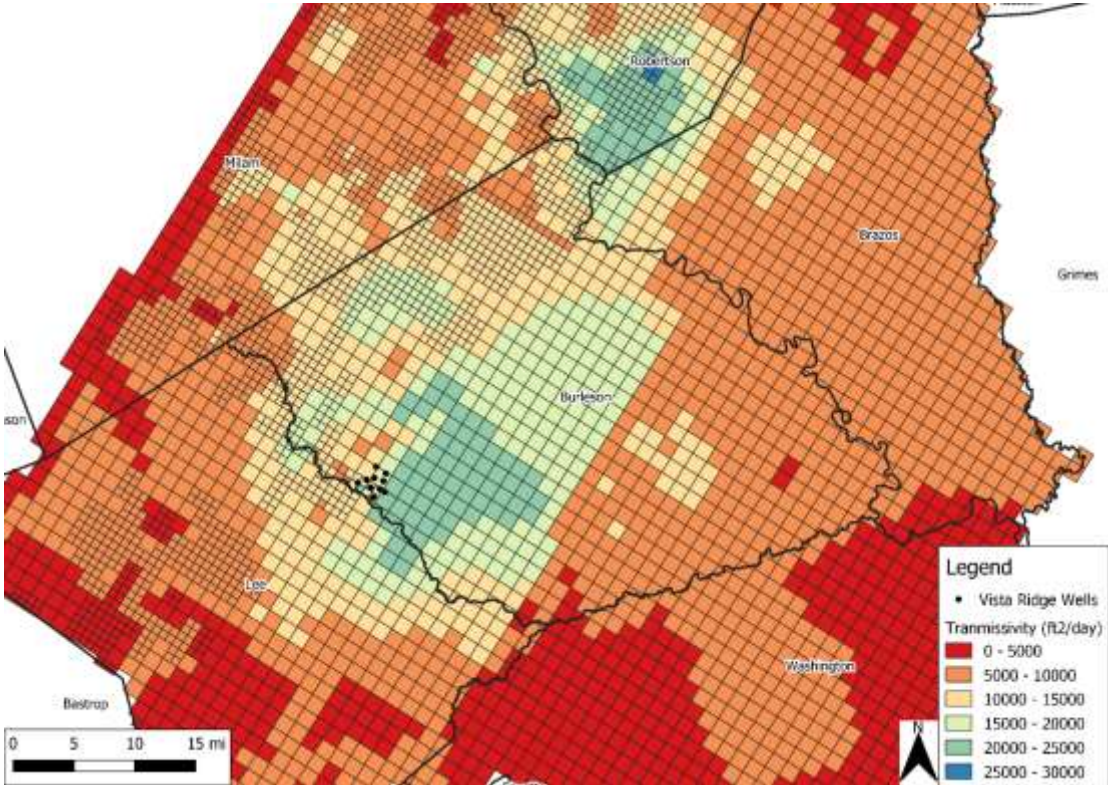 Robertson
Milam
Brazos
Grimes
son
Burleson
Lee
Bastrop
Washington
0 5 10 15 mi
N
Legend
Vista Ridge Wells
Tranmissivity (ft2/day)
0 - 5000
5000 - 10000
10000 - 15000
15000 - 20000
20000 - 25000
25000 - 30000